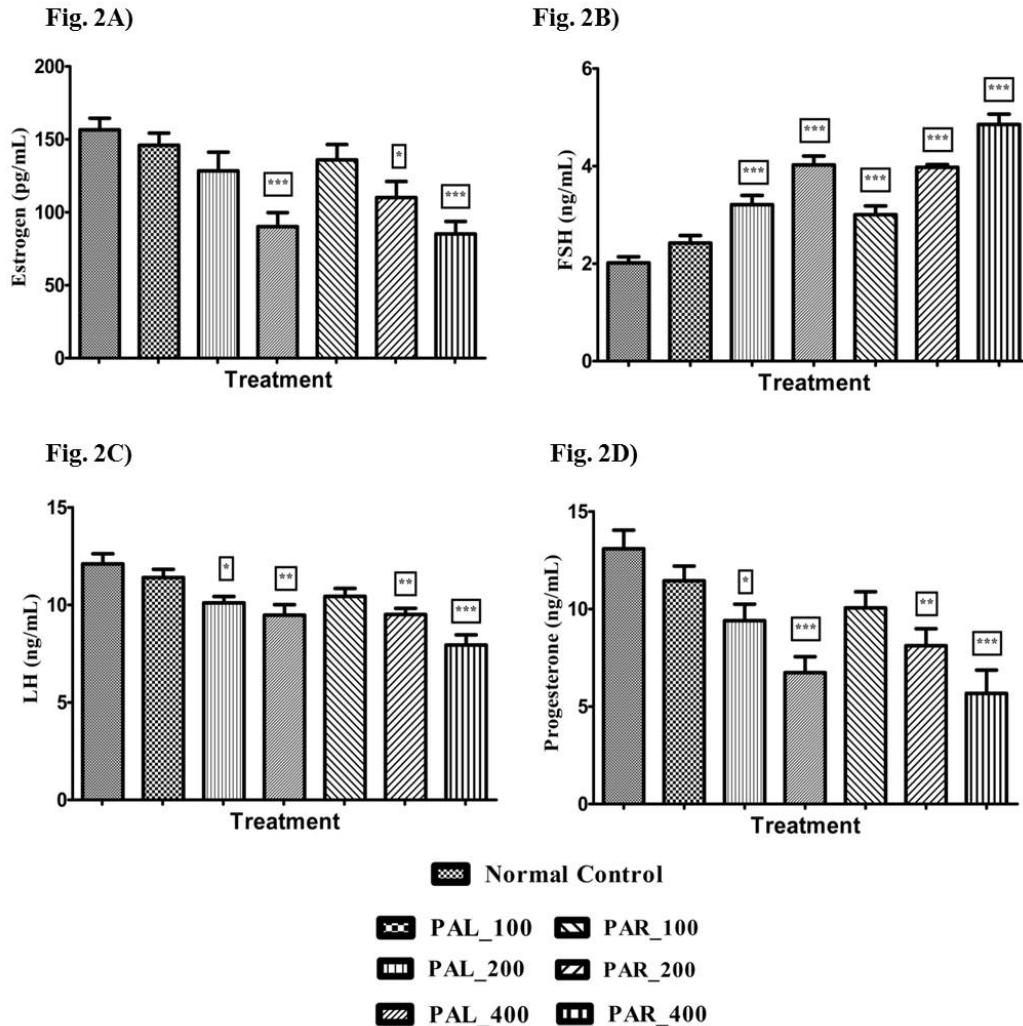 Fig. 2A)
200
150
100
50
0
Estrogen (pg/mL)
***
*
***
Treatment
Fig. 2B)
6
4
2
0
FSH (ng/mL)
***
***
***
***
***
Treatment
Fig. 2C)
15
10
5
0
LH (ng/mL)
*
**
**
***
Treatment
Fig. 2D)
15
10
5
0
Progesterone (ng/mL)
*
***
**
***
Treatment
Normal Control
PAL_100 PAR_100
PAL_200 PAR_200
PAL_400 PAR_400